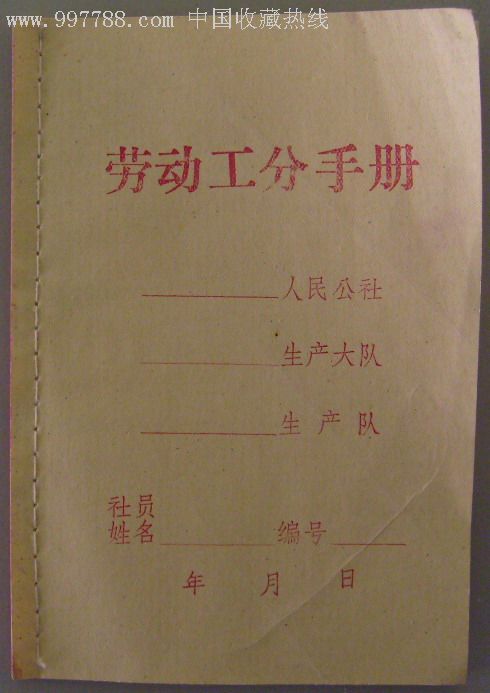 www.997788.com 中国收藏热线
劳动工分手册
人民公社
生产大队
生产队
社员
姓名 编号
年 月 日